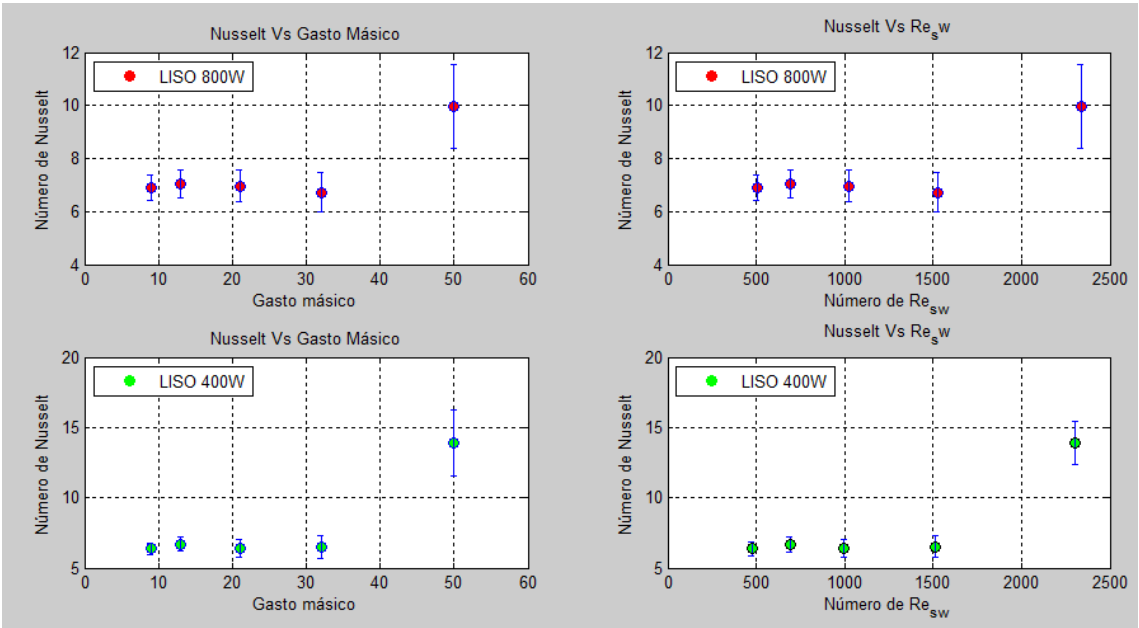 Nusselt Vs Gasto Másico
12
10
8
6
4
LISO 800W
Número de Nusselt
0 10 20 30 40 50 60
Gasto másico
Nusselt Vs Resw
12
10
8
6
4
LISO 800W
Número de Nusselt
0 500 1000 1500 2000 2500
Número de Resw
Nusselt Vs Gasto Másico
20
15
10
5
LISO 400W
Número de Nusselt
0 10 20 30 40 50 60
Gasto másico
Nusselt Vs Resw
20
15
10
5
LISO 400W
Número de Nusselt
0 500 1000 1500 2000 2500
Número de Resw